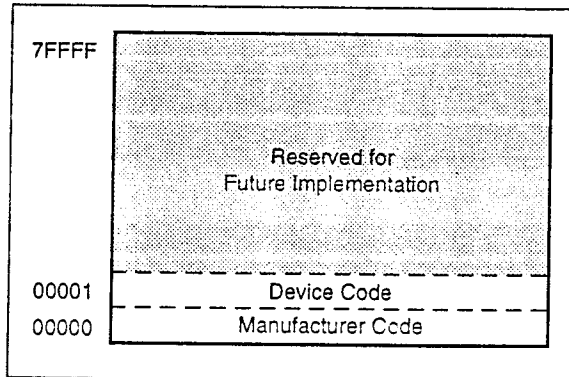 7FFFF
Reserved for
Future Implementation
00001 Device Code
00000 Manufacturer Code